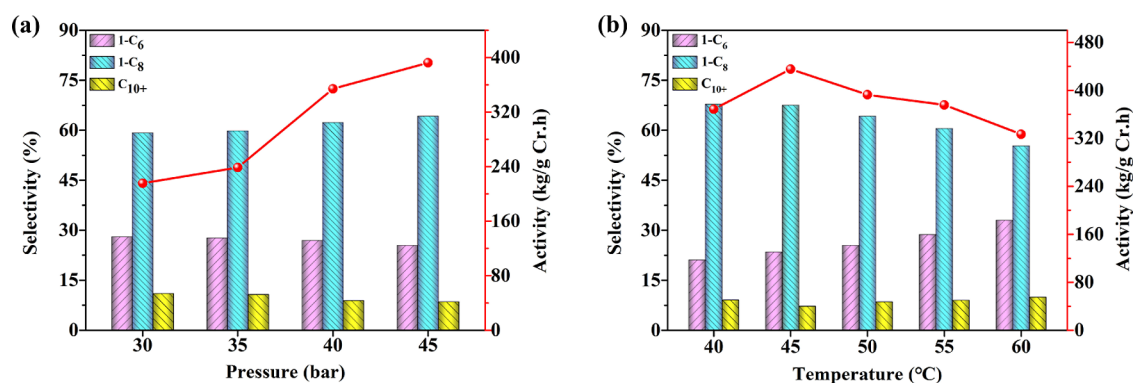 (a)
1-C6
1-C8
C10+
90
75
60
45
30
15
0
Selectivity (%)
400
320
240
160
80
0
Activity (kg/g Cr.h)
30 35 40 45
Pressure (bar)
(b)
1-C6
1-C8
C10+
90
75
60
45
30
15
0
Selectivity (%)
480
400
320
240
160
80
0
Activity (kg/g Cr.h)
40 45 50 55 60
Temperature (°C)